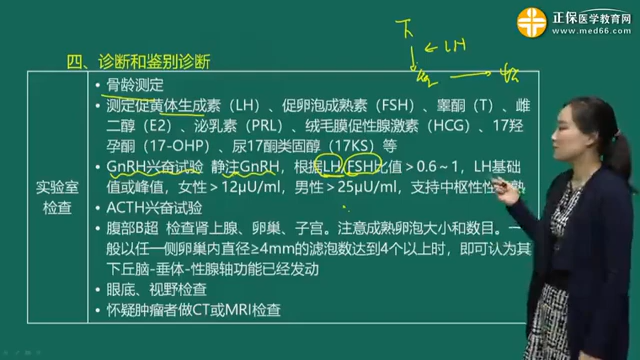 正保医学教育网
www.med66.com
下
LH
四、诊断和鉴别诊断
实验室
检查
• 骨龄测定
• 测定促黄体生成素（LH）、促卵泡成熟素（FSH）、睾酮（T）、雌
二醇（E2）、泌乳素（PRL）、绒毛膜促性腺激素（HCG）、17羟
孕酮（17-OHP）、尿17酮类固醇（17KS）等
• GnRH兴奋试验 静注GnRH，根据LH/FSH比值＞0.6～1，LH基础
值或峰值，女性＞12μU/ml，男性＞25μU/ml，支持中枢性性熟
• ACTH兴奋试验
• 腹部B超 检查肾上腺、卵巢、子宫。注意成熟卵泡大小和数目。一
般以任一侧卵巢内直径≥4mm的滤泡数达到4个以上时，即可认为其
下丘脑-垂体-性腺轴功能已经发动
• 眼底、视野检查
• 怀疑肿瘤者做CT或MRI检查